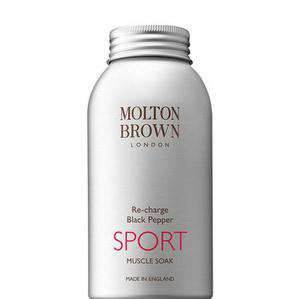 MOLTON
BROWN
LONDON
Re-charge
Black Pepper
SPORT
MUSCLE SOAK
MADE IN ENGLAND